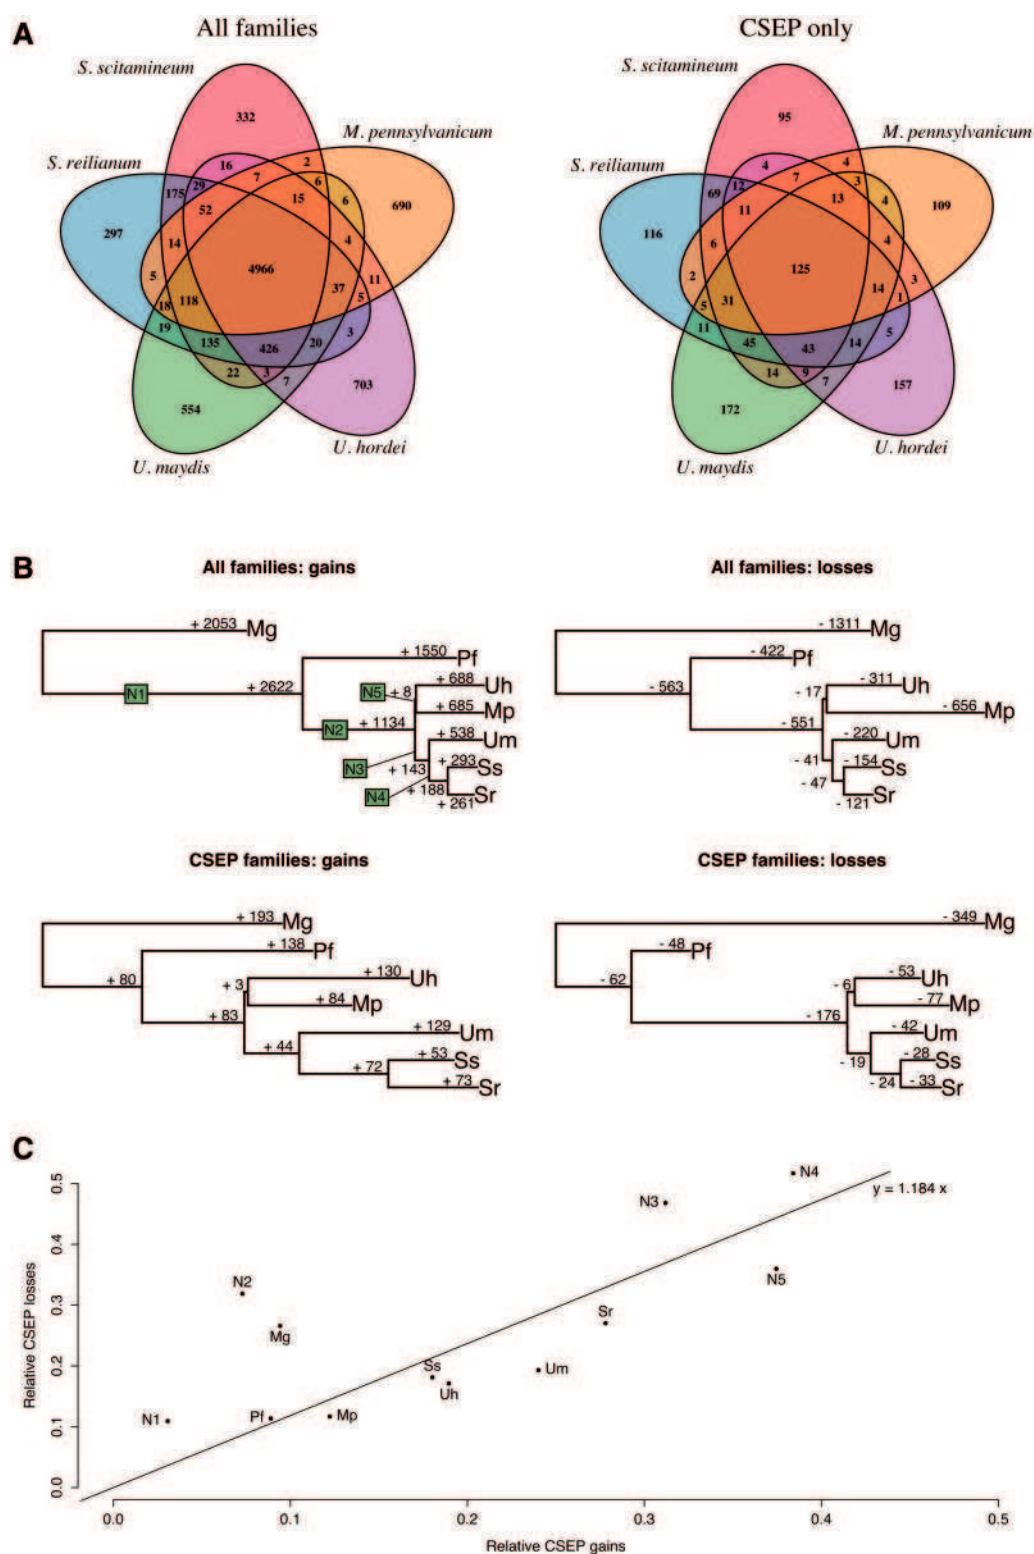 A
All families
CSEP only
S. scitamineum
S. scitamineum
M. pennsylvanicum
M. pennsylvanicum
S. reilianum
S. reilianum
332
95
16
2
4
4
7
6
7
3
175
29
6
690
69
12
4
109
52
15
11
13
297
14
4
116
6
4
4966
125
5
11
2
3
37
14
18
118
5
5
31
1
19
3
11
5
135
20
45
14
426
43
22
3
7
14
9
7
703
157
554
172
U. hordei
U. hordei
U. maydis
U. maydis
B
All families: gains
All families: losses
+ 2053 Mg
- 1311 Mg
+ 1550 Pf
- 422 Pf
N1
+ 2622
N5
+ 8
+ 688 Uh
- 563
- 17
- 311 Uh
N2
+ 1134
+ 685 Mp
- 551
- 656 Mp
+ 538 Um
- 220 Um
N3
+ 143
+ 293 Ss
- 41
- 154 Ss
N4
+ 188
+ 261 Sr
- 47
- 121 Sr
CSEP families: gains
CSEP families: losses
+ 193 Mg
- 349 Mg
+ 138 Pf
- 48 Pf
+ 80
+ 3
+ 130 Uh
- 62
- 6
- 53 Uh
+ 84 Mp
- 77 Mp
+ 83
- 176
+ 129 Um
- 42 Um
+ 44
+ 53 Ss
- 19
- 28 Ss
+ 72
+ 73 Sr
- 24
- 33 Sr
C
Relative CSEP losses
0.5
0.4
0.3
0.2
0.1
0.0
N4
y = 1.184 x
N3
N5
N2
Mg
Sr
Ss
Um
Uh
N1
Pf
Mp
0.0
0.1
0.2
0.3
0.4
0.5
Relative CSEP gains